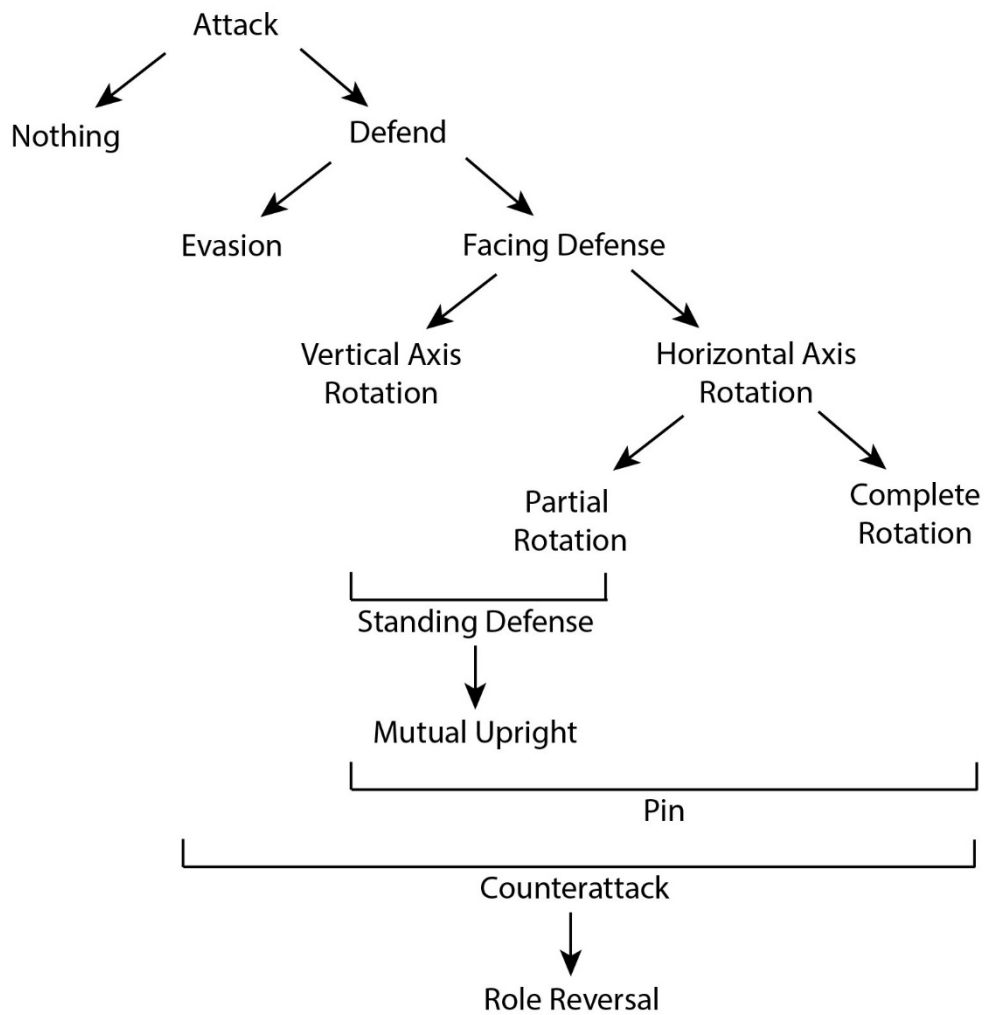 Attack
Nothing
Defend
Evasion
Facing Defense
Vertical Axis
Rotation
Horizontal Axis
Rotation
Partial
Rotation
Complete
Rotation
Standing Defense
Mutual Upright
Pin
Counterattack
Role Reversal